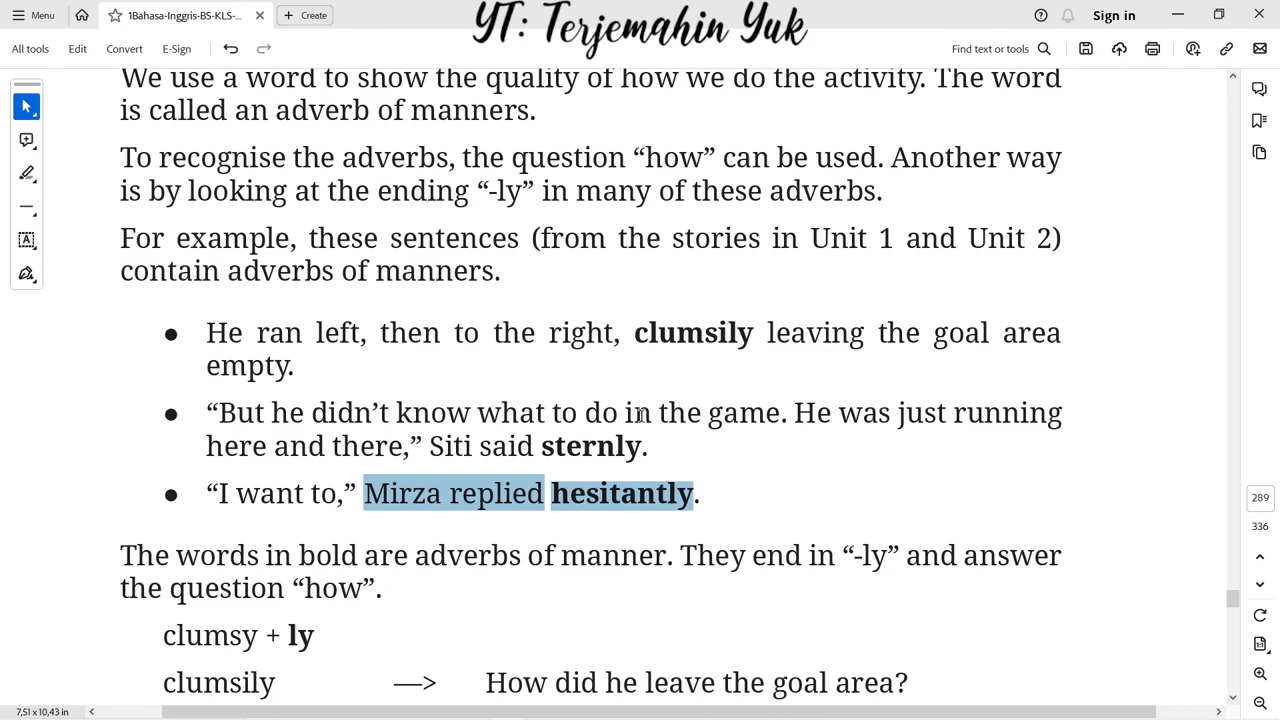 Menu
1Bahasa-Inggris-BS-KLS-...
Create
YT: Terjemahin Yuk
Sign in
All tools Edit Convert E-Sign
Find text or tools
We use a word to show the quality of how we do the activity. The word
is called an adverb of manners.
To recognise the adverbs, the question “how” can be used. Another way
is by looking at the ending “-ly” in many of these adverbs.
For example, these sentences (from the stories in Unit 1 and Unit 2)
contain adverbs of manners.
● He ran left, then to the right, clumsily leaving the goal area
empty.
● “But he didn’t know what to do in the game. He was just running
here and there,” Siti said sternly.
● “I want to,” Mirza replied hesitantly.
The words in bold are adverbs of manner. They end in “-ly” and answer
the question “how”.
clumsy + ly
clumsily —> How did he leave the goal area?
289
336
7,51 x 10,43 in